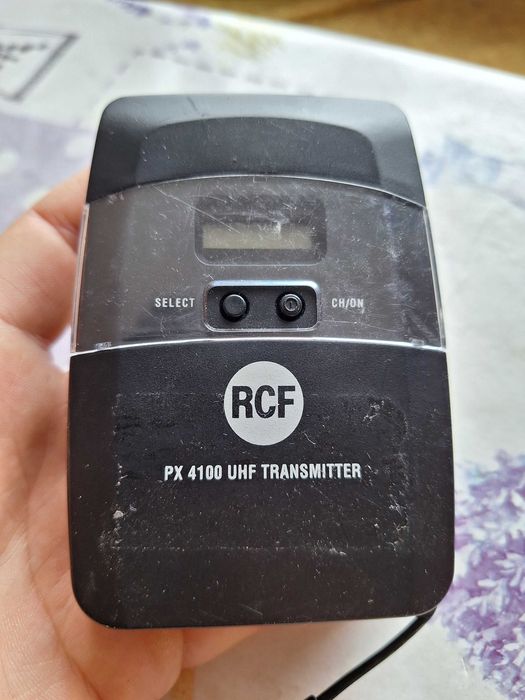 SELECT
CH/ON
RCF
PX 4100 UHF TRANSMITTER